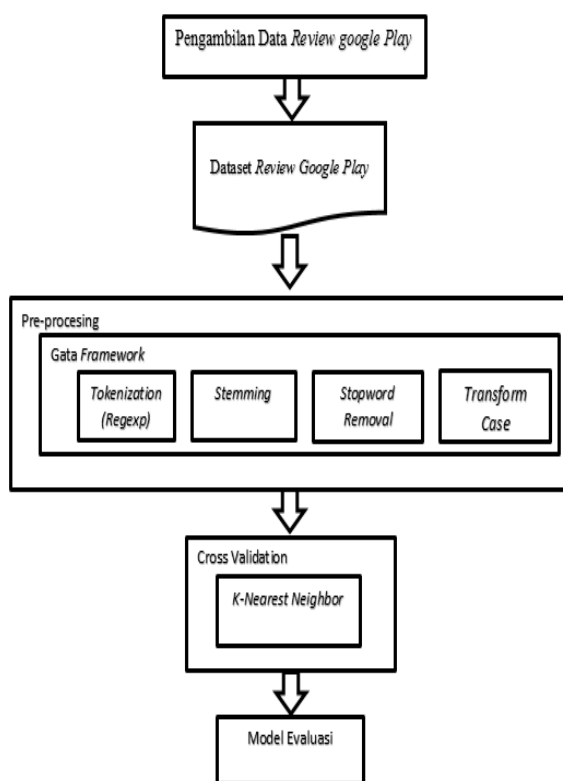 Pengambilan Data Review google Play
Dataset Review Google Play
Pre-procesing
Gata Framework
Tokenization
(Regexp)
Stemming
Stopword
Removal
Transform
Case
Cross Validation
K-Nearest Neighbor
Model Evaluasi